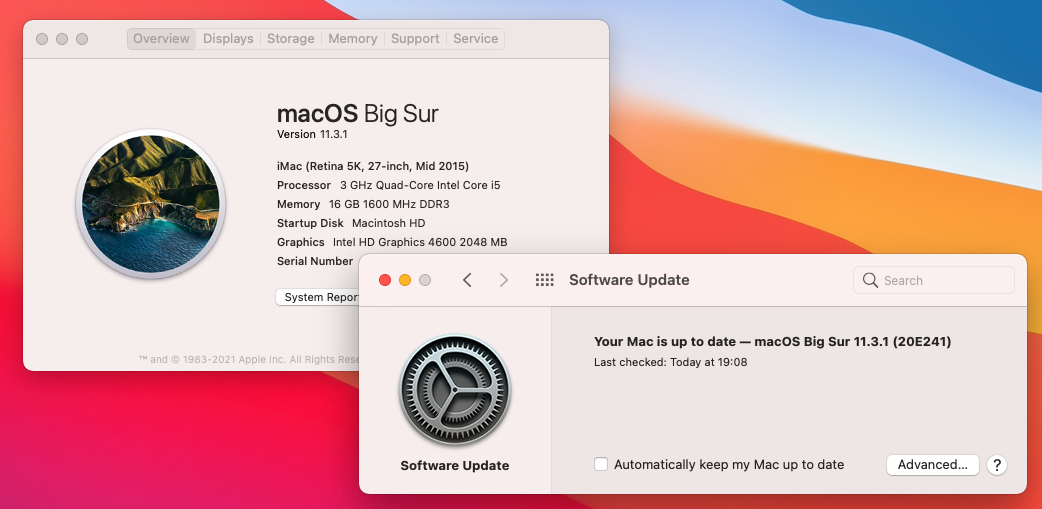 Overview Displays Storage Memory Support Service
macOS Big Sur
Version 11.3.1
iMac (Retina 5K, 27-inch, Mid 2015)
Processor 3 GHz Quad-Core Intel Core i5
Memory 16 GB 1600 MHz DDR3
Startup Disk Macintosh HD
Graphics Intel HD Graphics 4600 2048 MB
Serial Number
System Report
™ and © 1983-2021 Apple Inc. All Rights
Software Update
Search
Your Mac is up to date — macOS Big Sur 11.3.1 (20E241)
Last checked: Today at 19:08
Software Update
Automatically keep my Mac up to date
Advanced...
?